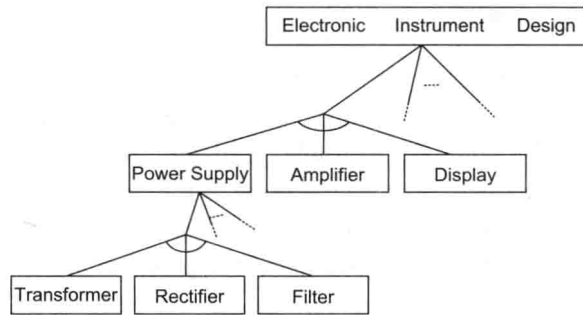 Electronic Instrument Design
Power Supply Amplifier Display
Transformer Rectifier Filter